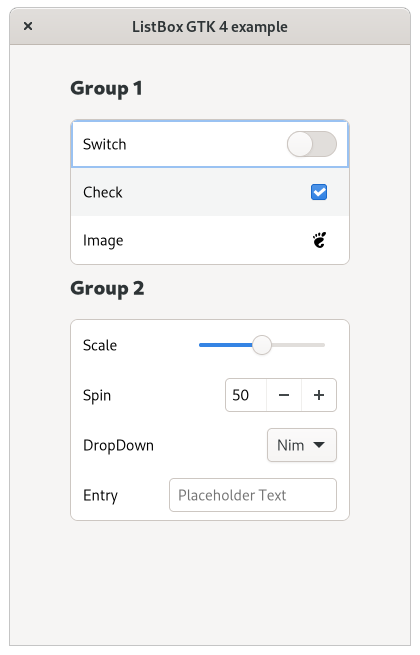 ListBox GTK 4 example
Group 1
Switch
Check
Image
Group 2
Scale
Spin 50
DropDown Nim
Entry Placeholder Text